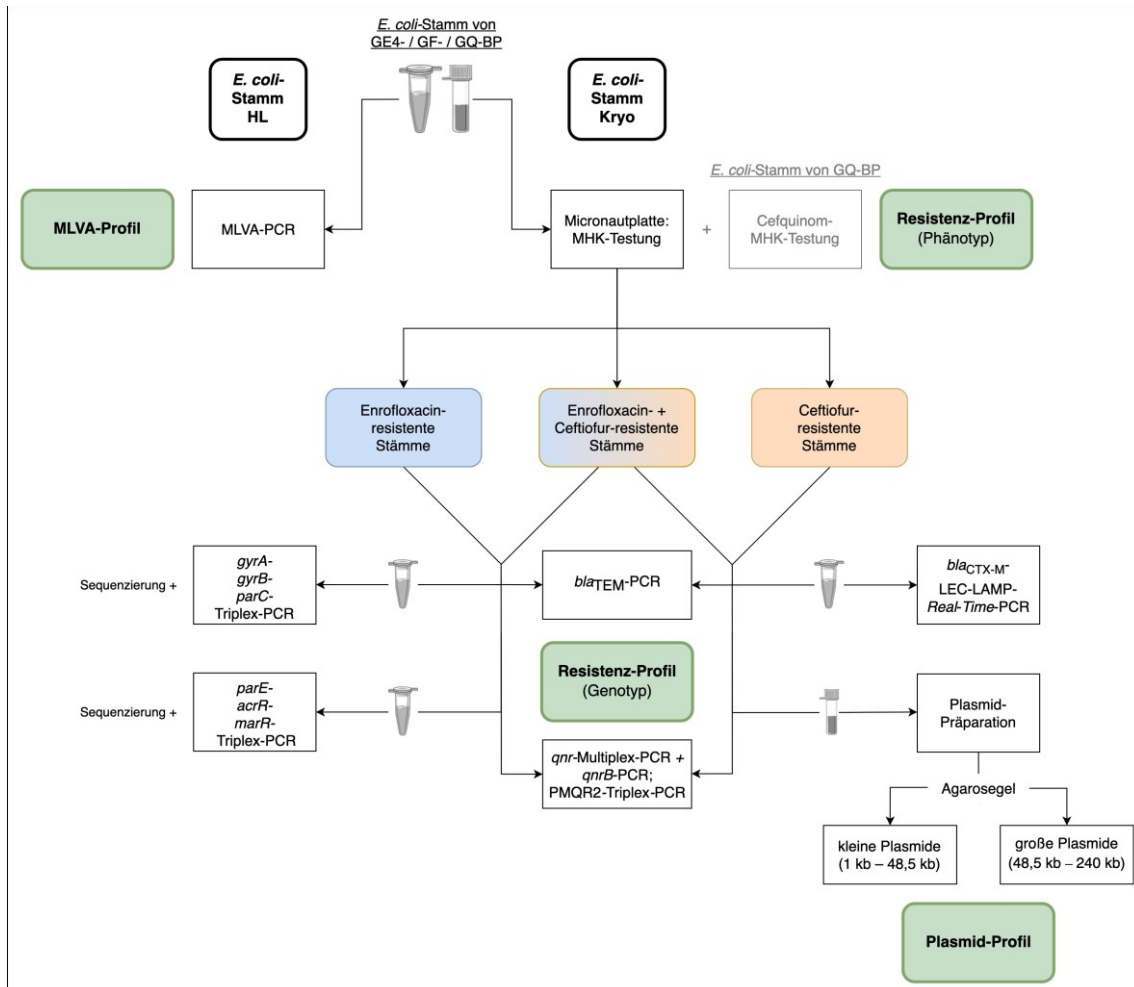 E. coli-Stamm von
GE4- / GF- / GQ-BP
E. coli-
Stamm
HL
E. coli-
Stamm
Kryo
E. coli-Stamm von GQ-BP
MLVA-Profil
MLVA-PCR
Micronautplatte:
MHK-Testung
+
Cefquinom-
MHK-Testung
Resistenz-Profil
(Phänotyp)
Enrofloxacin-
resistente
Stämme
Enrofloxacin- +
Ceftiofur-resistente
Stämme
Ceftiofur-
resistente
Stämme
Sequenzierung +
gyrA-
gyrB-
parC-
Triplex-PCR
blaTEM-PCR
blaCTX-M-
LEC-LAMP-
Real-Time-PCR
Resistenz-Profil
(Genotyp)
Sequenzierung +
parE-
acrR-
marR-
Triplex-PCR
Plasmid-
Präparation
qnr-Multiplex-PCR +
qnrB-PCR;
PMQR2-Triplex-PCR
Agarosegel
kleine Plasmide
(1 kb – 48,5 kb)
große Plasmide
(48,5 kb – 240 kb)
Plasmid-Profil